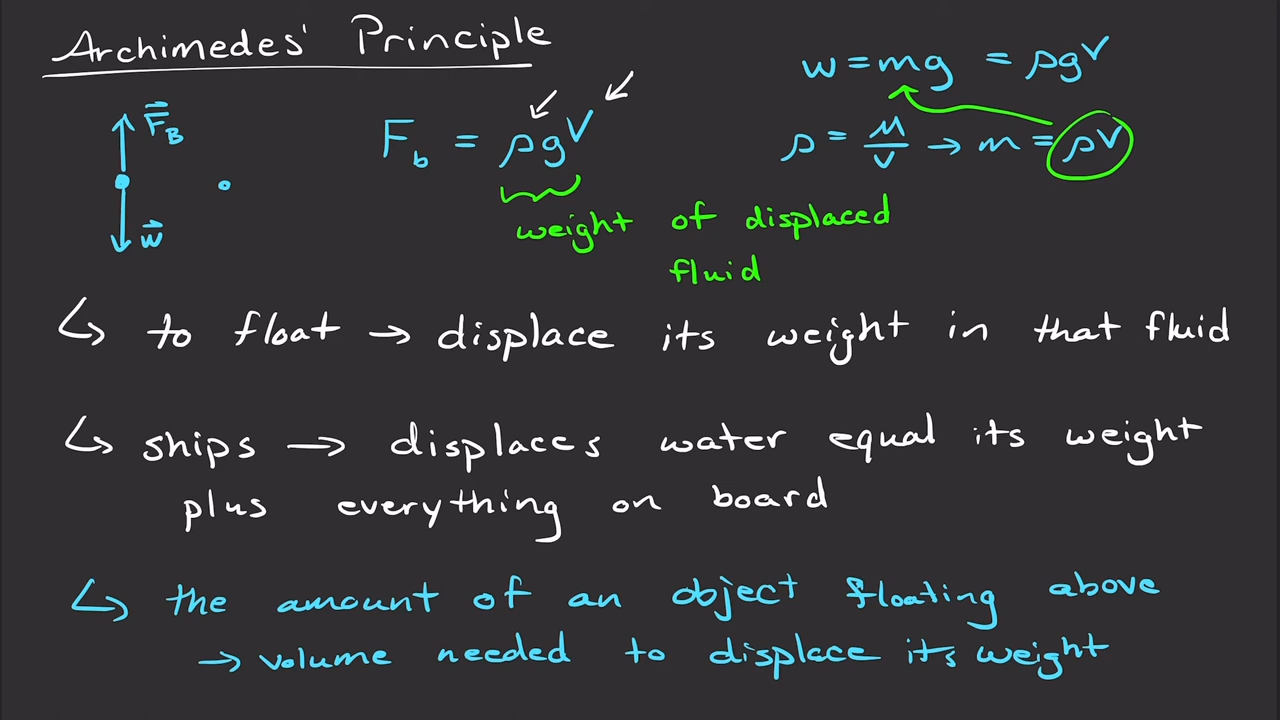 Archimedes' Principle
w = mg = ρgV
F⃗_B
F_b = ρgV
ρ = M/V → m = ρV
w⃗
weight of displaced
fluid
↳ to float → displace its weight in that fluid
↳ ships → displaces water equal its weight
plus everything on board
↳ the amount of an object floating above
→ volume needed to displace its weight